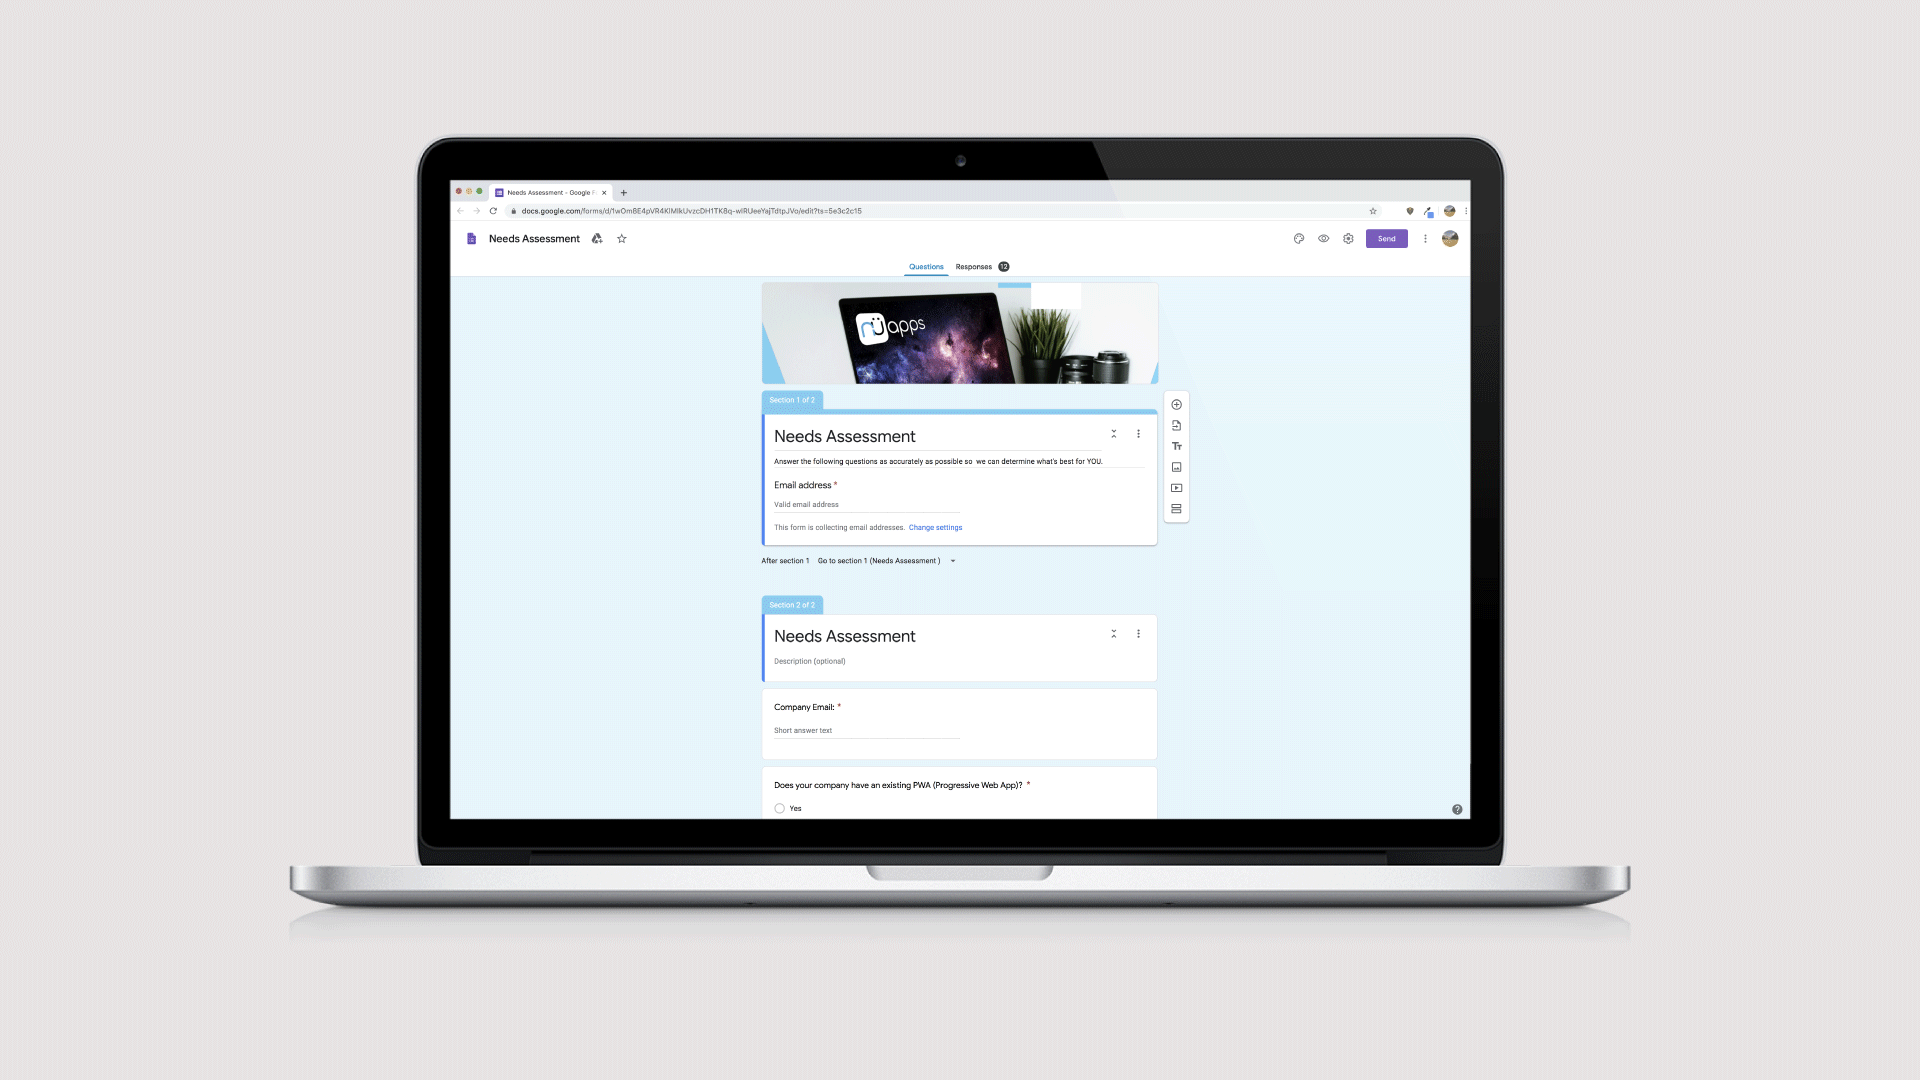 Needs Assessment - Google F
docs.google.com/forms/d/1wOm8E4pVR4KlMIkUvzcDH1TK8q-wIRUeeYajTdtpJVo/edit?ts=5e3c2c15
Needs Assessment
Send
Questions
Responses 12
nü apps
Section 1 of 2
Needs Assessment
Answer the following questions as accurately as possible so we can determine what's best for YOU.
Email address *
Valid email address
This form is collecting email addresses. Change settings
After section 1 Go to section 1 (Needs Assessment )
Section 2 of 2
Needs Assessment
Description (optional)
Company Email: *
Short answer text
Does your company have an existing PWA (Progressive Web App)? *
Yes